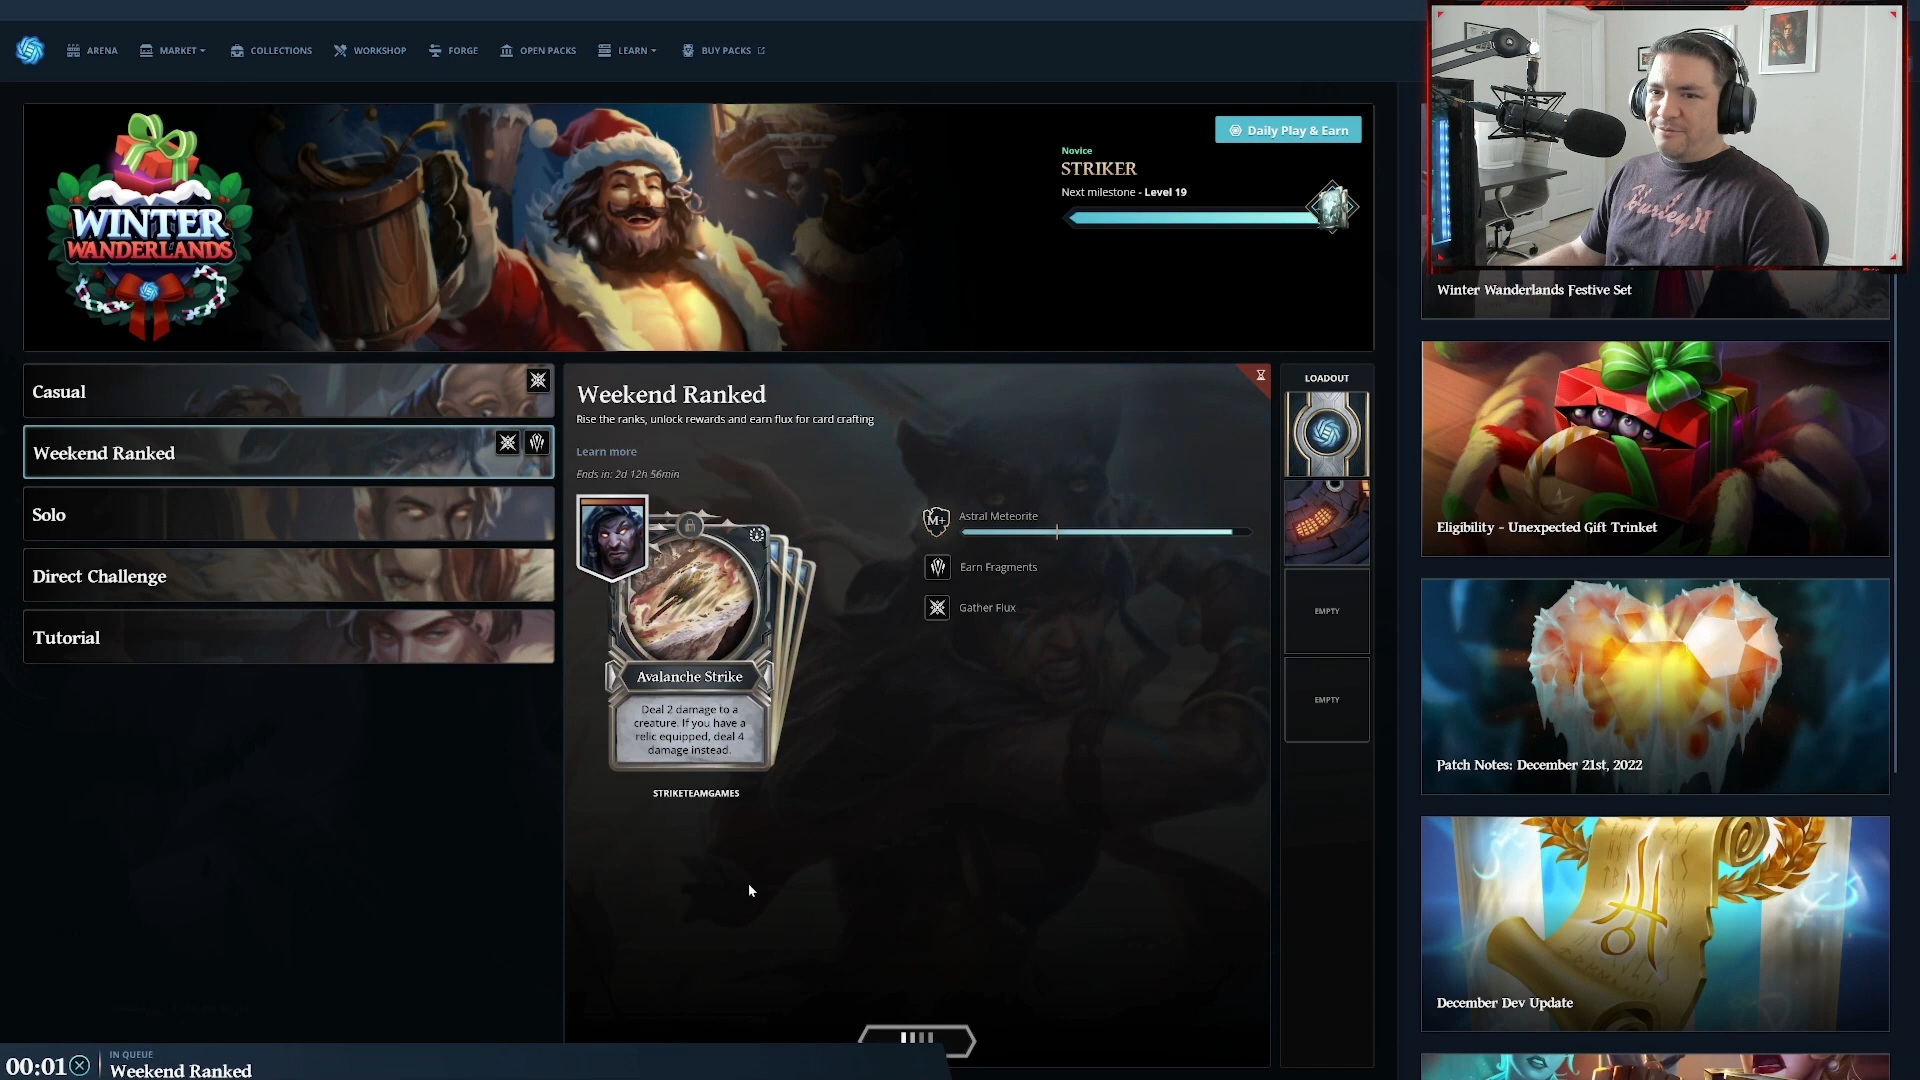 ARENA
MARKET
COLLECTIONS
WORKSHOP
FORGE
OPEN PACKS
LEARN
BUY PACKS
WINTER
WANDERLANDS
Daily Play & Earn
Novice
STRIKER
Next milestone - Level 19
Hurley
Winter Wanderlands Festive Set
Casual
Weekend Ranked
Solo
Direct Challenge
Tutorial
Weekend Ranked
Rise the ranks, unlock rewards and earn flux for card crafting
Learn more
Ends in: 2d 12h 56min
Avalanche Strike
Deal 2 damage to a
creature. If you have a
relic equipped, deal 4
damage instead.
STRIKETEAMGAMES
M+
Astral Meteorite
Earn Fragments
Gather Flux
LOADOUT
EMPTY
EMPTY
Eligibility - Unexpected Gift Trinket
Patch Notes: December 21st, 2022
December Dev Update
00:01
IN QUEUE
Weekend Ranked